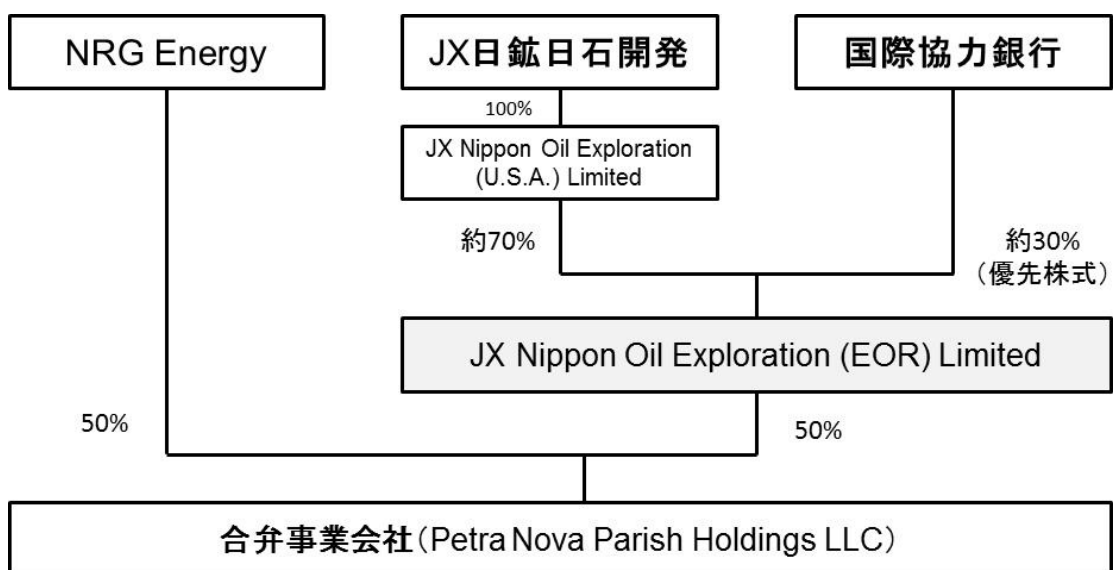 NRG Energy
JX日鉱日石開発
国際協力銀行
100%
JX Nippon Oil Exploration
(U.S.A.) Limited
約70%
約30%
（優先株式）
JX Nippon Oil Exploration (EOR) Limited
50%
50%
合弁事業会社（Petra Nova Parish Holdings LLC）